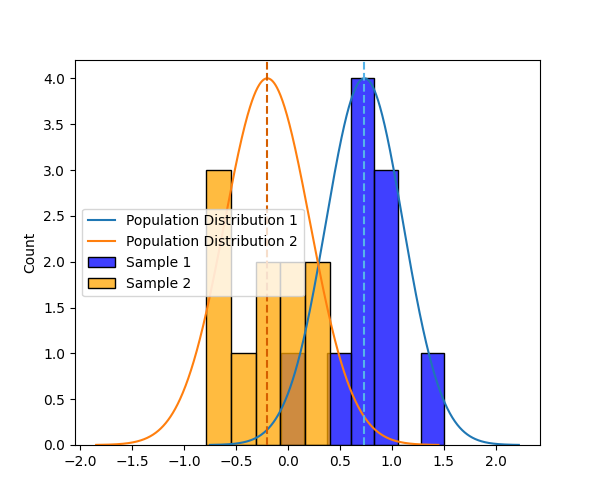 4.0
3.5
3.0
2.5
2.0
1.5
1.0
0.5
0.0
Count
Population Distribution 1
Population Distribution 2
Sample 1
Sample 2
−2.0 −1.5 −1.0 −0.5 0.0 0.5 1.0 1.5 2.0